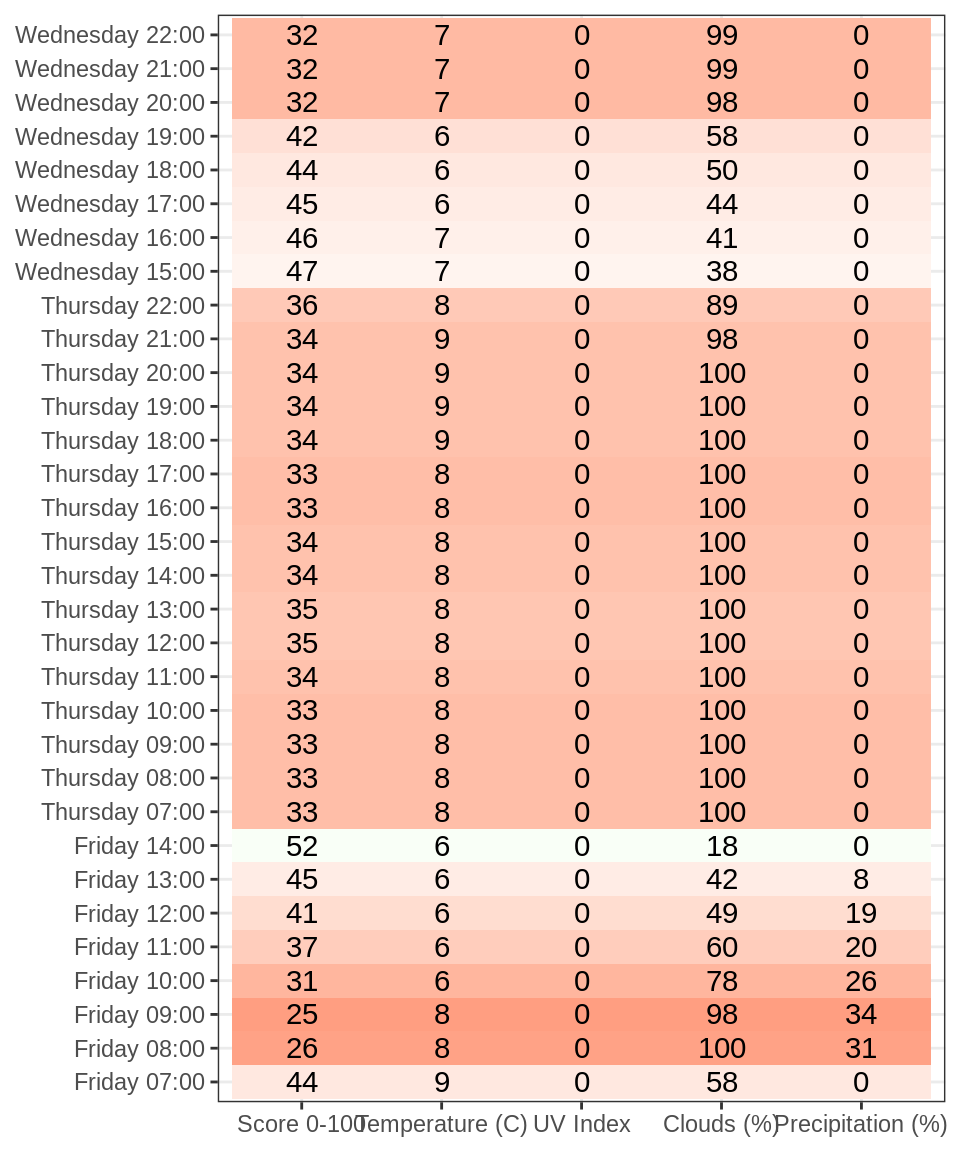 Wednesday 22:00 32 7 0 99 0
Wednesday 21:00 32 7 0 99 0
Wednesday 20:00 32 7 0 98 0
Wednesday 19:00 42 6 0 58 0
Wednesday 18:00 44 6 0 50 0
Wednesday 17:00 45 6 0 44 0
Wednesday 16:00 46 7 0 41 0
Wednesday 15:00 47 7 0 38 0
Thursday 22:00 36 8 0 89 0
Thursday 21:00 34 9 0 98 0
Thursday 20:00 34 9 0 100 0
Thursday 19:00 34 9 0 100 0
Thursday 18:00 34 9 0 100 0
Thursday 17:00 33 8 0 100 0
Thursday 16:00 33 8 0 100 0
Thursday 15:00 34 8 0 100 0
Thursday 14:00 34 8 0 100 0
Thursday 13:00 35 8 0 100 0
Thursday 12:00 35 8 0 100 0
Thursday 11:00 34 8 0 100 0
Thursday 10:00 33 8 0 100 0
Thursday 09:00 33 8 0 100 0
Thursday 08:00 33 8 0 100 0
Thursday 07:00 33 8 0 100 0
Friday 14:00 52 6 0 18 0
Friday 13:00 45 6 0 42 8
Friday 12:00 41 6 0 49 19
Friday 11:00 37 6 0 60 20
Friday 10:00 31 6 0 78 26
Friday 09:00 25 8 0 98 34
Friday 08:00 26 8 0 100 31
Friday 07:00 44 9 0 58 0
Score 0-100 Temperature (C) UV Index Clouds (%) Precipitation (%)